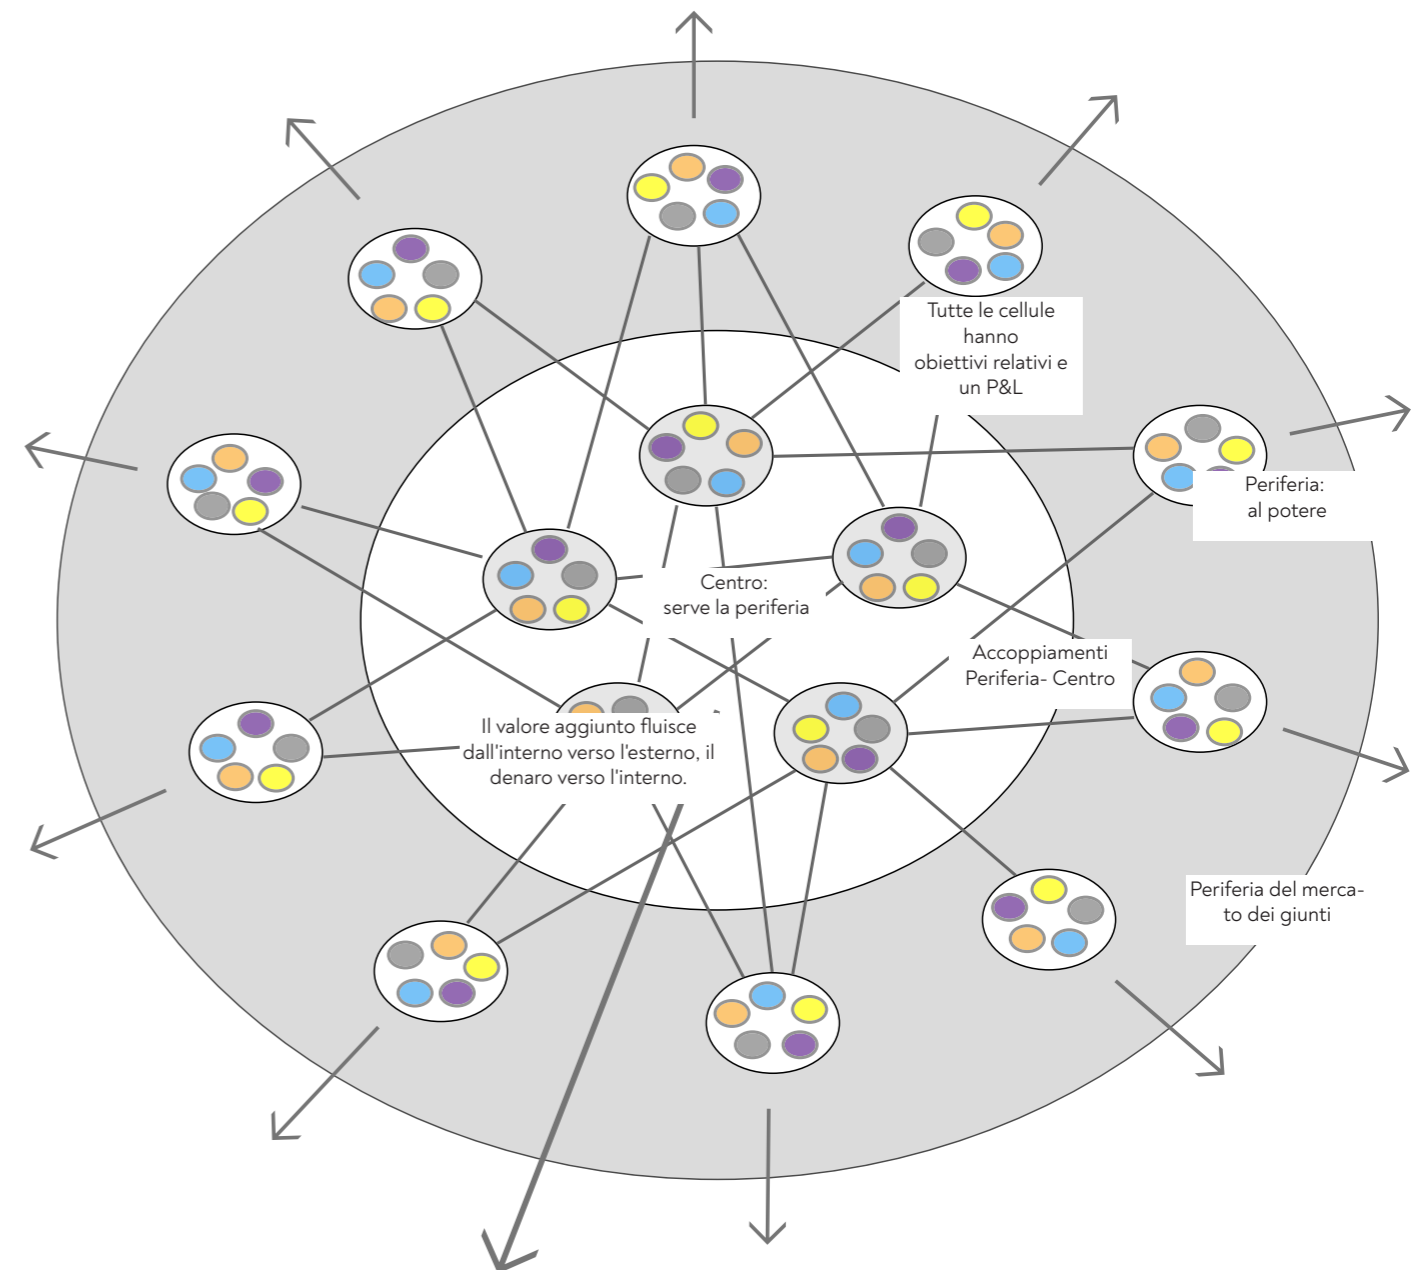 Tutte le cellule
hanno
obiettivi relativi e
un P&L
Periferia:
al potere
Centro:
serve la periferia
Accoppiamenti
Periferia- Centro
Il valore aggiunto fluisce
dall'interno verso l'esterno, il
denaro verso l'interno.
Periferia del merca-
to dei giunti